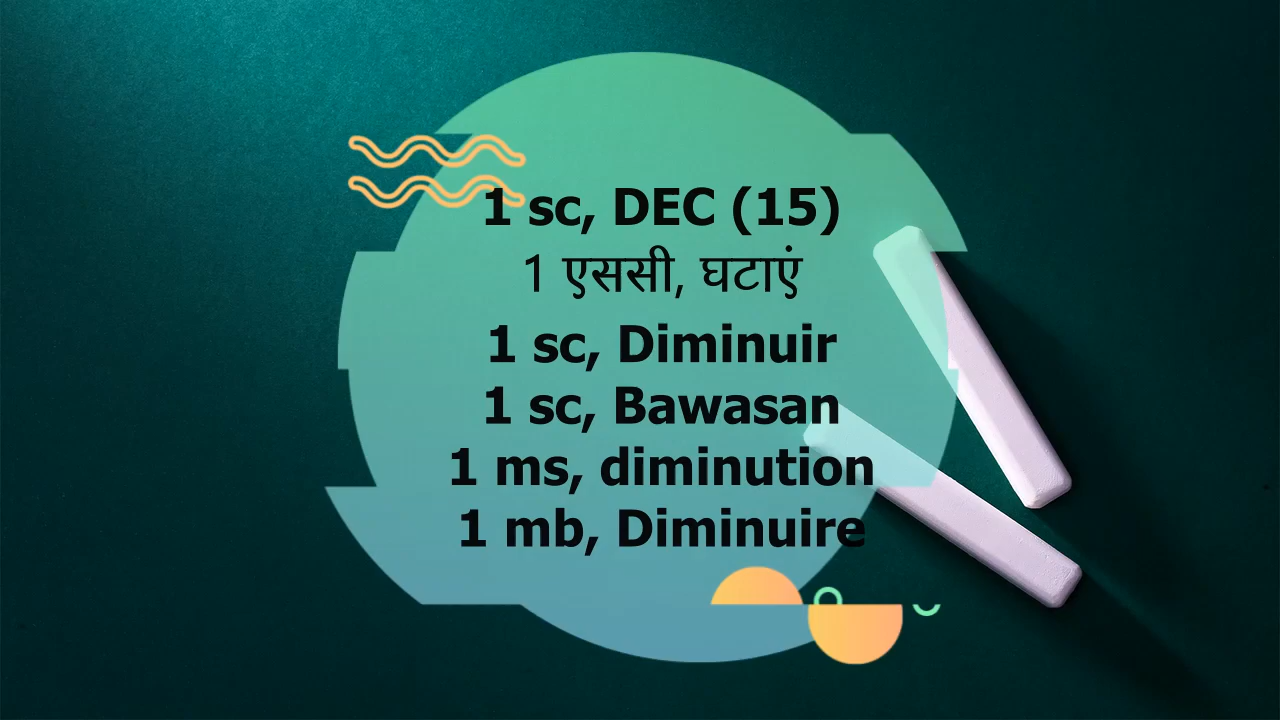 1 sc, DEC (15)
1 एससी, घटाएं
1 sc, Diminuir
1 sc, Bawasan
1 ms, diminution
1 mb, Diminuire